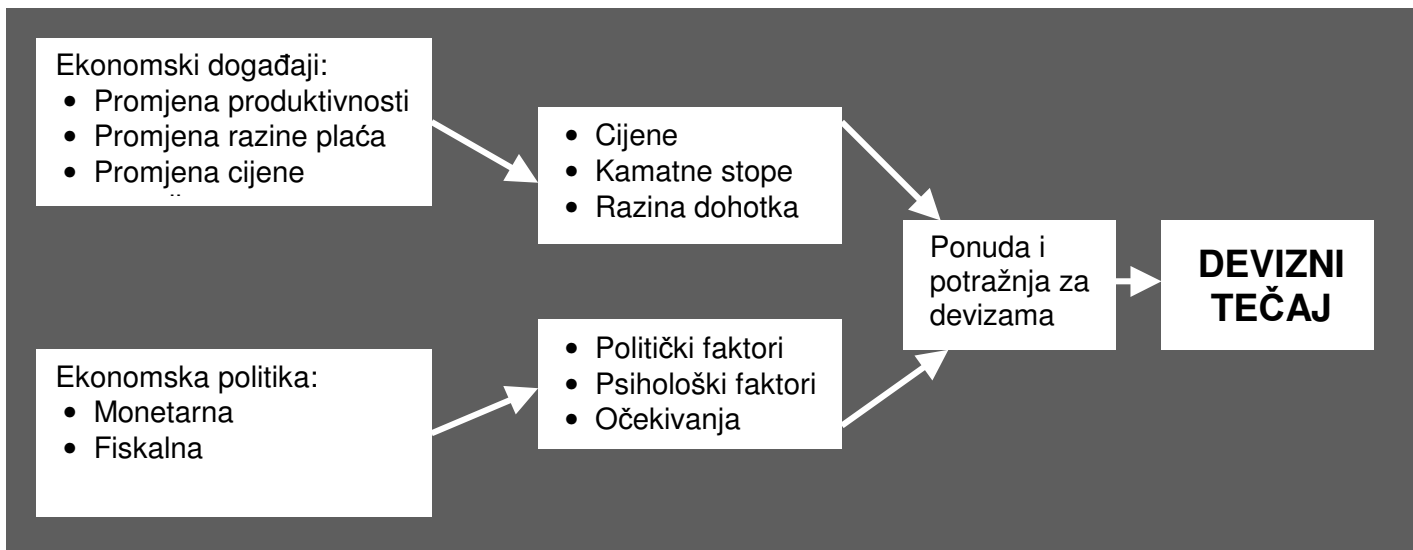 Ekonomski događaji:
• Promjena produktivnosti
• Promjena razine plaća
• Promjena cijene
• Cijene
• Kamatne stope
• Razina dohotka
Ponuda i
potražnja za
devizama
DEVIZNI
TEČAJ
Ekonomska politika:
• Monetarna
• Fiskalna
• Politički faktori
• Psihološki faktori
• Očekivanja